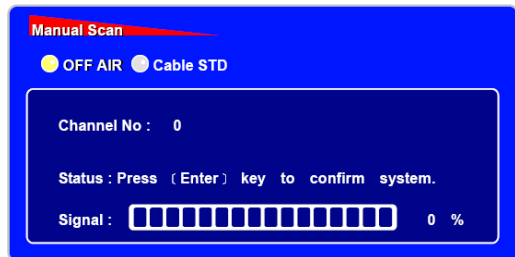 Manual Scan
OFF AIR Cable STD
Channel No : 0
Status : Press 〔 Enter 〕 key to confirm system.
Signal : 0 %